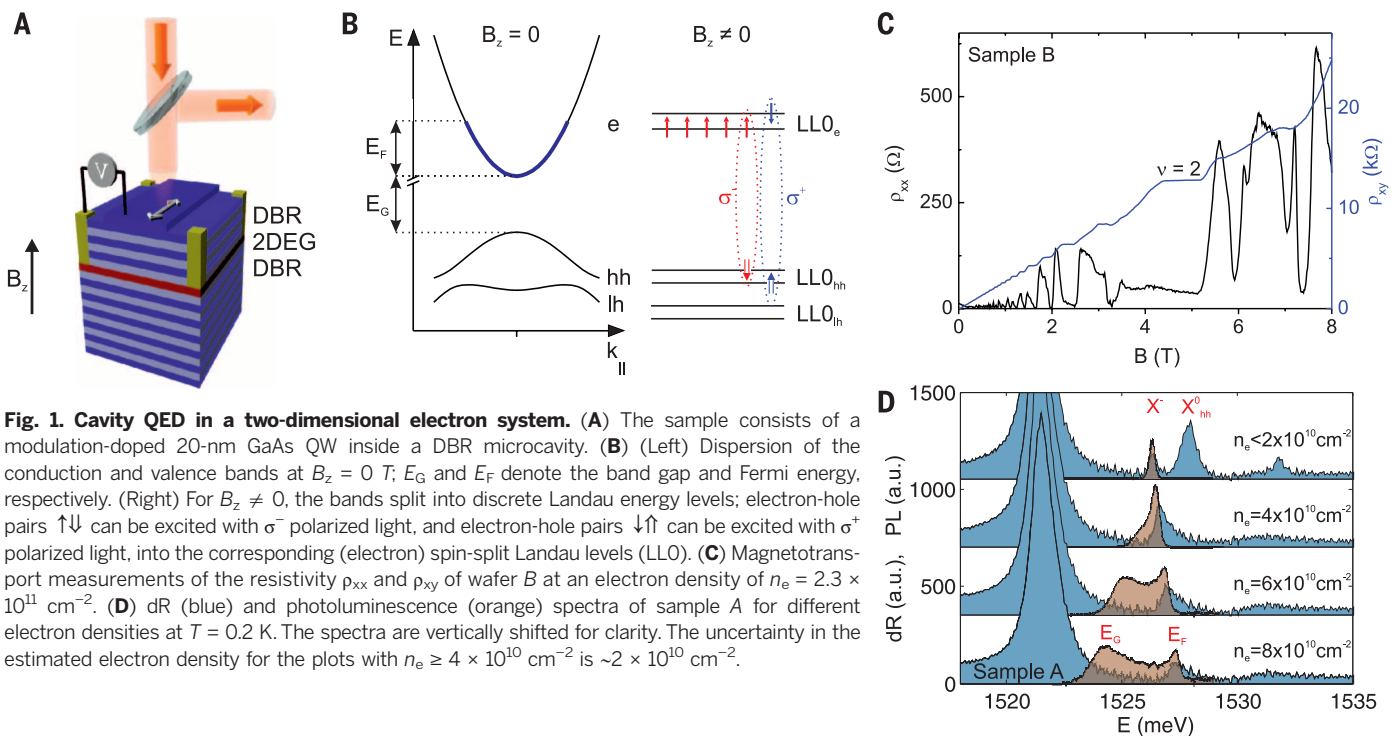 A
DBR
2DEG
DBR
B_z
V
B
E
B_z = 0
B_z ≠ 0
E_F
E_G
e
hh
lh
k_||
LL0_e
σ⁻
σ⁺
LL0_hh
LL0_lh
C
Sample B
ν = 2
500
250
0
ρ_xx (Ω)
20
10
0
ρ_xy (kΩ)
0 2 4 6 8
B (T)
D
1500
1000
500
0
dR (a.u.), PL (a.u.)
X⁻
X⁰_hh
n_e<2x10¹⁰cm⁻²
n_e=4x10¹⁰cm⁻²
n_e=6x10¹⁰cm⁻²
E_G
E_F
n_e=8x10¹⁰cm⁻²
Sample A
1520 1525 1530 1535
E (meV)
Fig. 1. Cavity QED in a two-dimensional electron system. (A) The sample consists of a
modulation-doped 20-nm GaAs QW inside a DBR microcavity. (B) (Left) Dispersion of the
conduction and valence bands at B_z = 0 T; E_G and E_F denote the band gap and Fermi energy,
respectively. (Right) For B_z ≠ 0, the bands split into discrete Landau energy levels; electron-hole
pairs ↑⇓ can be excited with σ⁻ polarized light, and electron-hole pairs ↓⇑ can be excited with σ⁺
polarized light, into the corresponding (electron) spin-split Landau levels (LL0). (C) Magnetotrans-
port measurements of the resistivity ρ_xx and ρ_xy of wafer B at an electron density of n_e = 2.3 ×
10¹¹ cm⁻². (D) dR (blue) and photoluminescence (orange) spectra of sample A for different
electron densities at T = 0.2 K. The spectra are vertically shifted for clarity. The uncertainty in the
estimated electron density for the plots with n_e ≥ 4 × 10¹⁰ cm⁻² is ~2 × 10¹⁰ cm⁻².